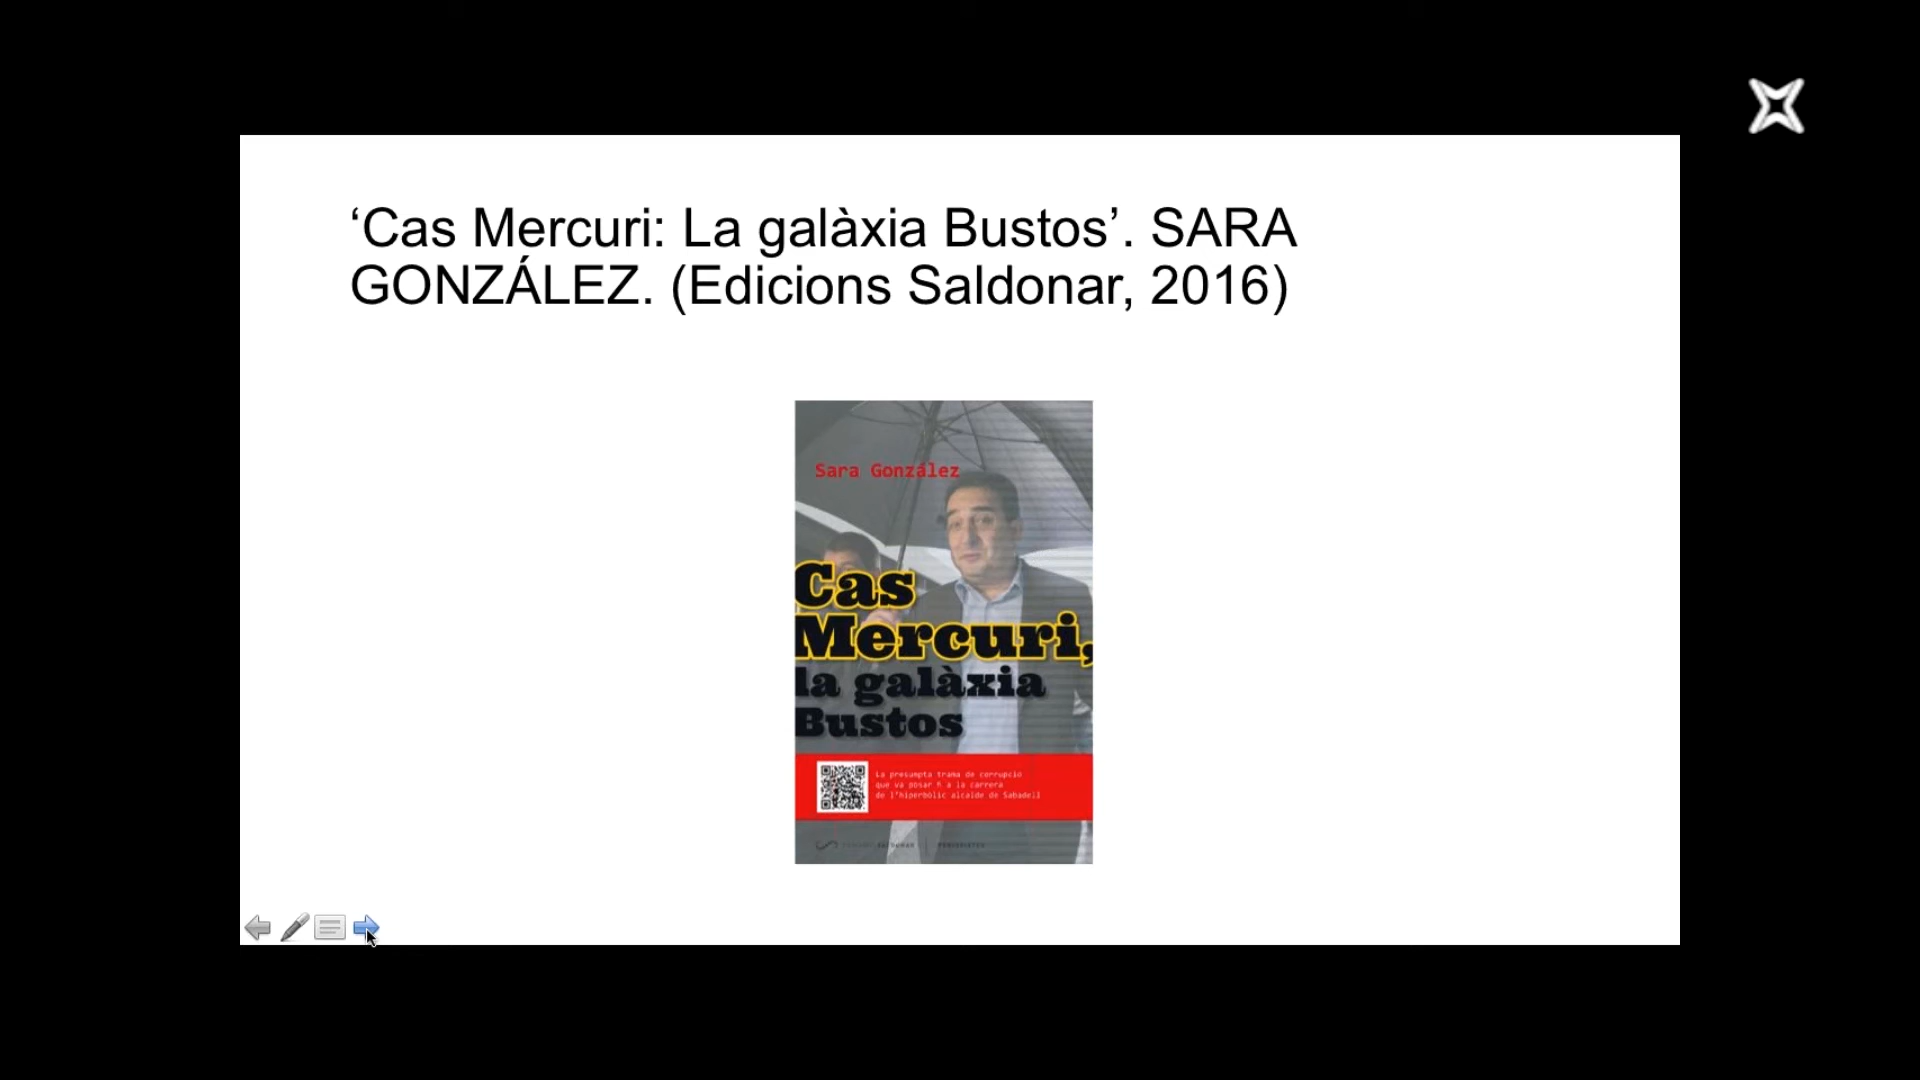 ‘Cas Mercuri: La galàxia Bustos’. SARA
GONZÁLEZ. (Edicions Saldonar, 2016)
Sara González
Cas
Mercuri,
la galàxia
Bustos
La presumpta trama de corrupció
que va posar fi a la carrera
de l'hiperbòlic alcalde de Sabadell